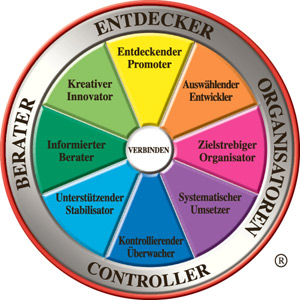 ENTDECKER
Entdeckender
Promoter
Kreativer
Innovator
Auswählender
Entwickler
BERATER
ORGANISATOREN
Informierter
Berater
VERBINDEN
Zielstrebiger
Organisator
Unterstützender
Stabilisator
Systematischer
Umsetzer
Kontrollierender
Überwacher
CONTROLLER
®